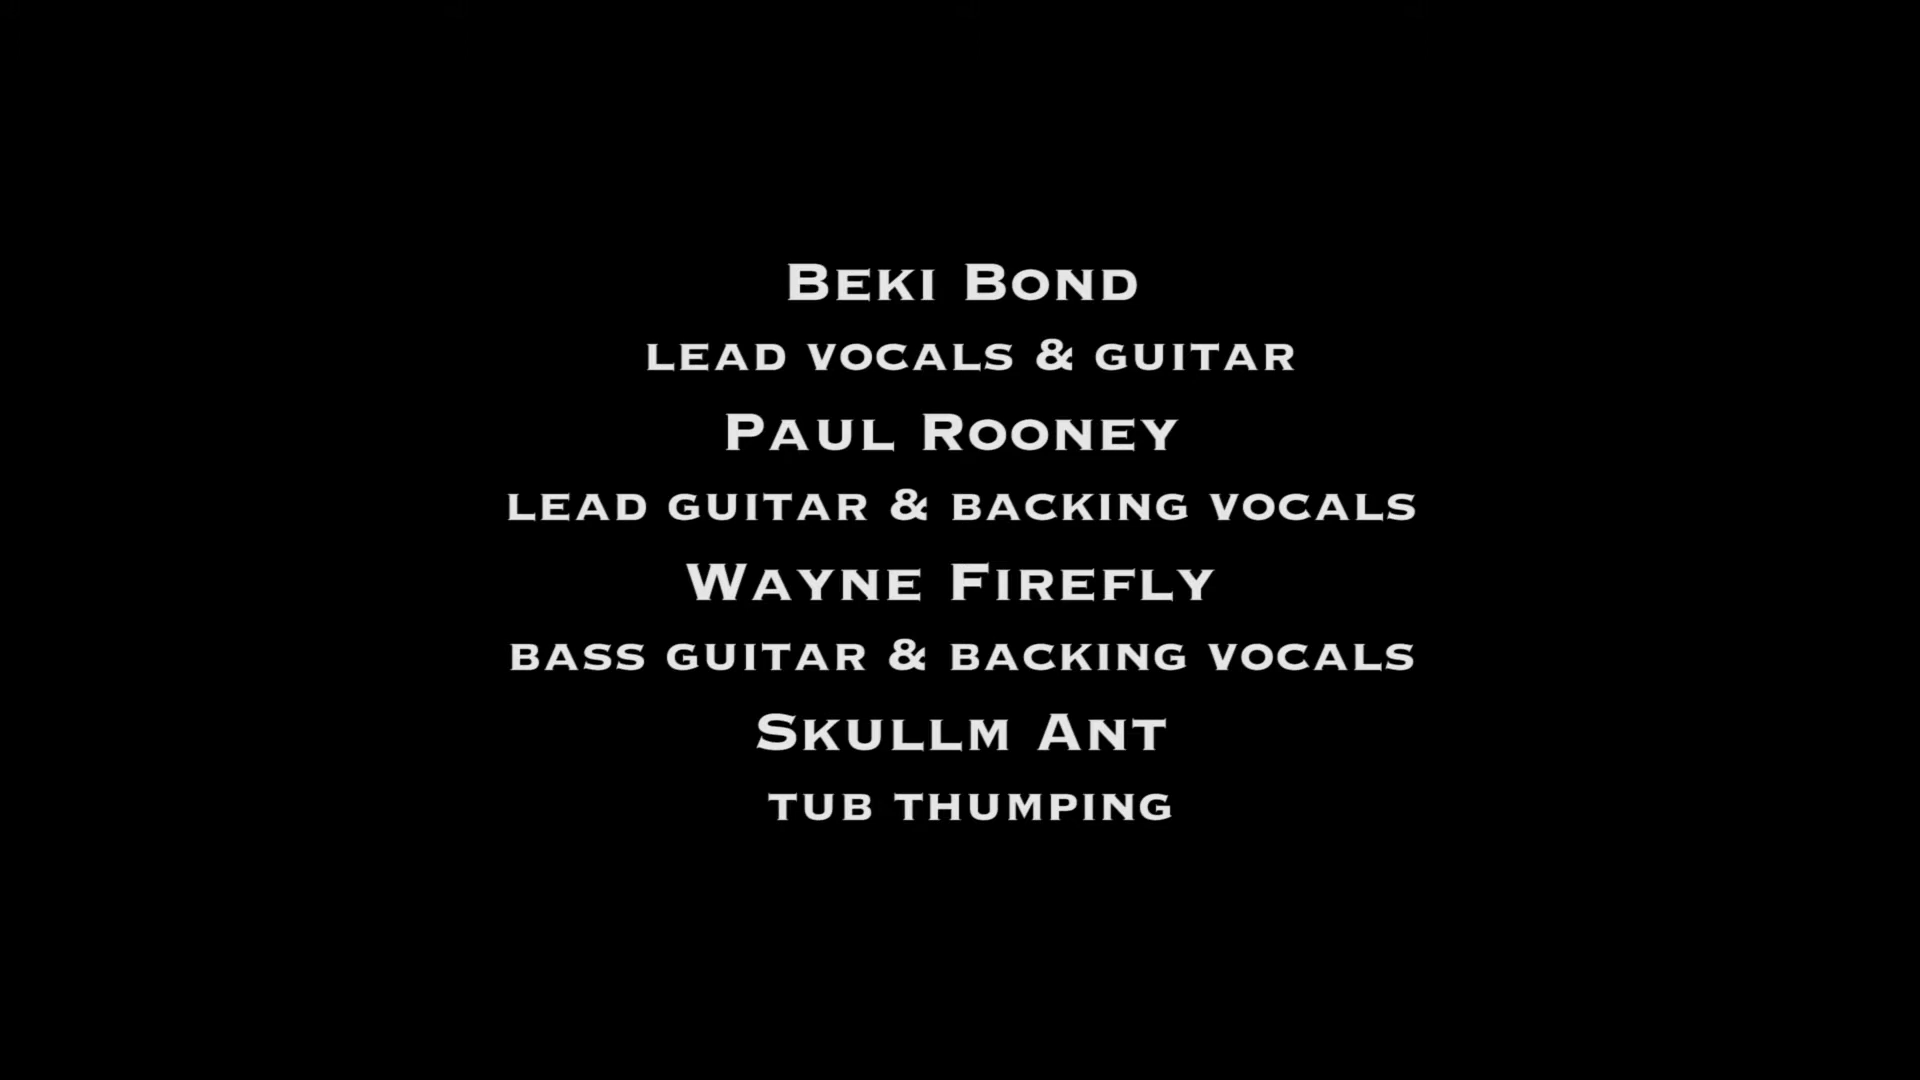 Beki Bond
lead vocals & guitar
Paul Rooney
lead guitar & backing vocals
Wayne Firefly
bass guitar & backing vocals
Skullm Ant
tub thumping